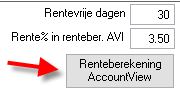 Rentevrije dagen 30
Rente% in renteber. AVI 3.50
Renteberekening
AccountView